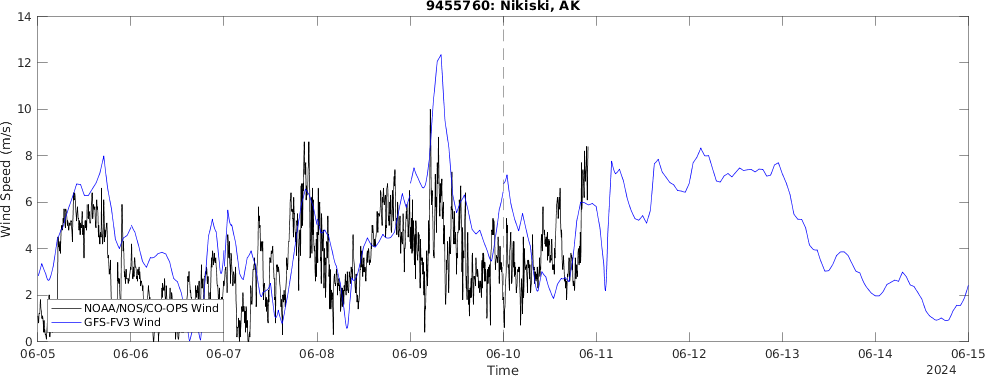 9455760: Nikiski, AK
Wind Speed (m/s)
14
12
10
8
6
4
2
0
NOAA/NOS/CO-OPS Wind
GFS-FV3 Wind
06-05 06-06 06-07 06-08 06-09 06-10 06-11 06-12 06-13 06-14 06-15
Time
2024